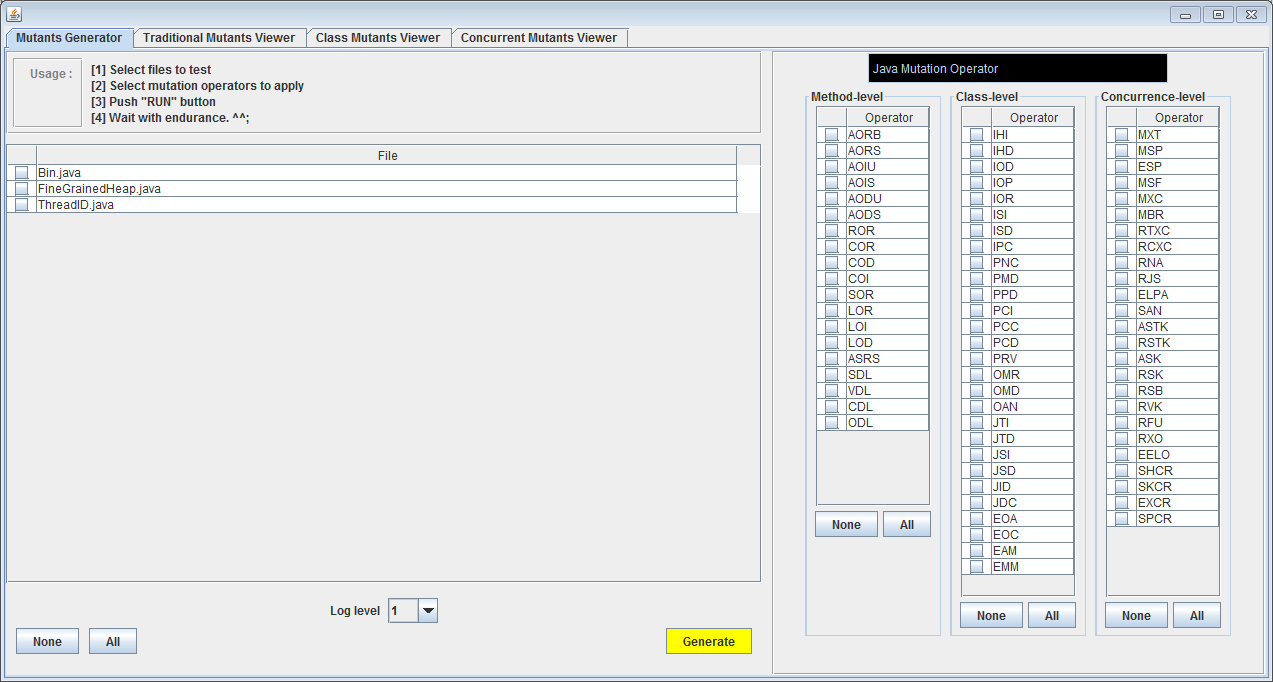 Mutants Generator
Traditional Mutants Viewer
Class Mutants Viewer
Concurrent Mutants Viewer
Usage :
[1] Select files to test
[2] Select mutation operators to apply
[3] Push "RUN" button
[4] Wait with endurance. ^^;
File
Bin.java
FineGrainedHeap.java
ThreadID.java
Log level 1
None
All
Generate
Java Mutation Operator
Method-level
Operator
AORB
AORS
AOIU
AOIS
AODU
AODS
ROR
COR
COD
COI
SOR
LOR
LOI
LOD
ASRS
SDL
VDL
CDL
ODL
None
All
Class-level
Operator
IHI
IHD
IOD
IOP
IOR
ISI
ISD
IPC
PNC
PMD
PPD
PCI
PCC
PCD
PRV
OMR
OMD
OAN
JTI
JTD
JSI
JSD
JID
JDC
EOA
EOC
EAM
EMM
None
All
Concurrence-level
Operator
MXT
MSP
ESP
MSF
MXC
MBR
RTXC
RCXC
RNA
RJS
ELPA
SAN
ASTK
RSTK
ASK
RSK
RSB
RVK
RFU
RXO
EELO
SHCR
SKCR
EXCR
SPCR
None
All